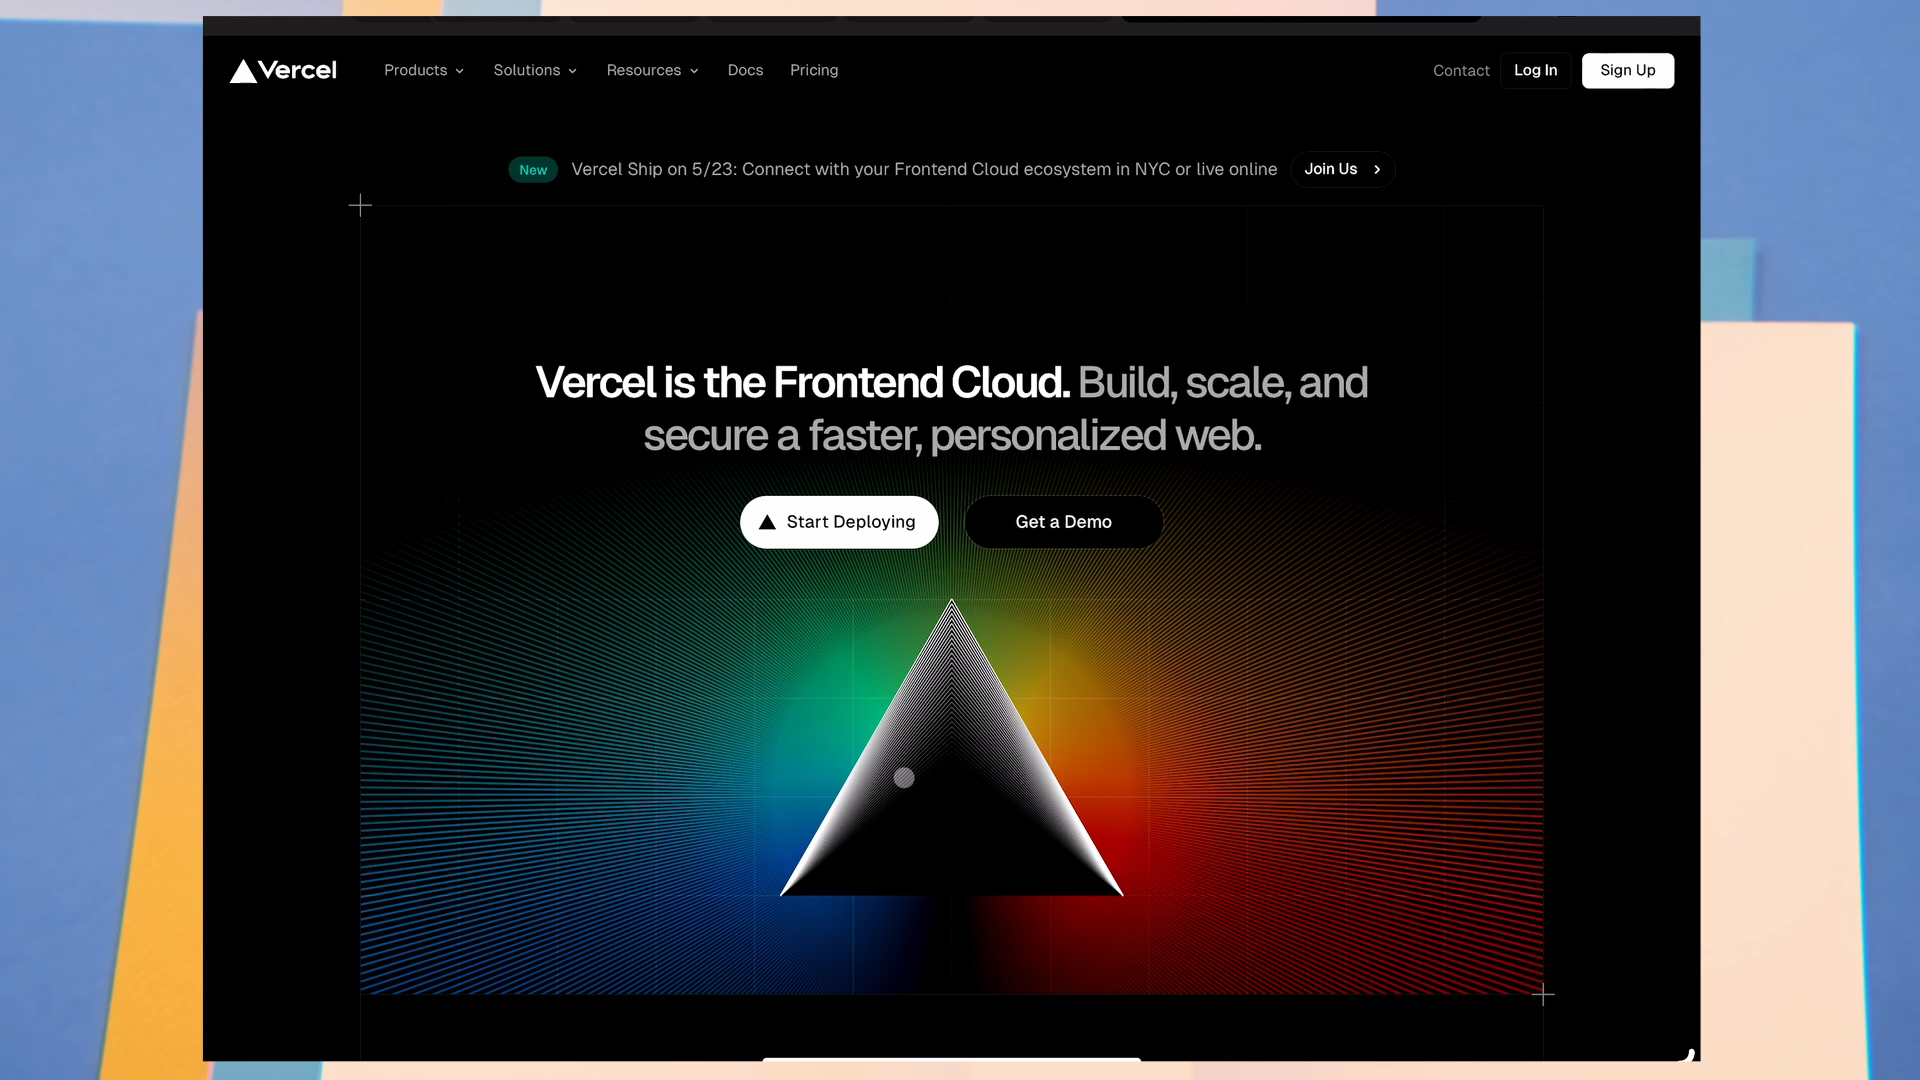 Vercel
Products
Solutions
Resources
Docs
Pricing
Contact
Log In
Sign Up
New
Vercel Ship on 5/23: Connect with your Frontend Cloud ecosystem in NYC or live online
Join Us
Vercel is the Frontend Cloud. Build, scale, and
secure a faster, personalized web.
Start Deploying
Get a Demo